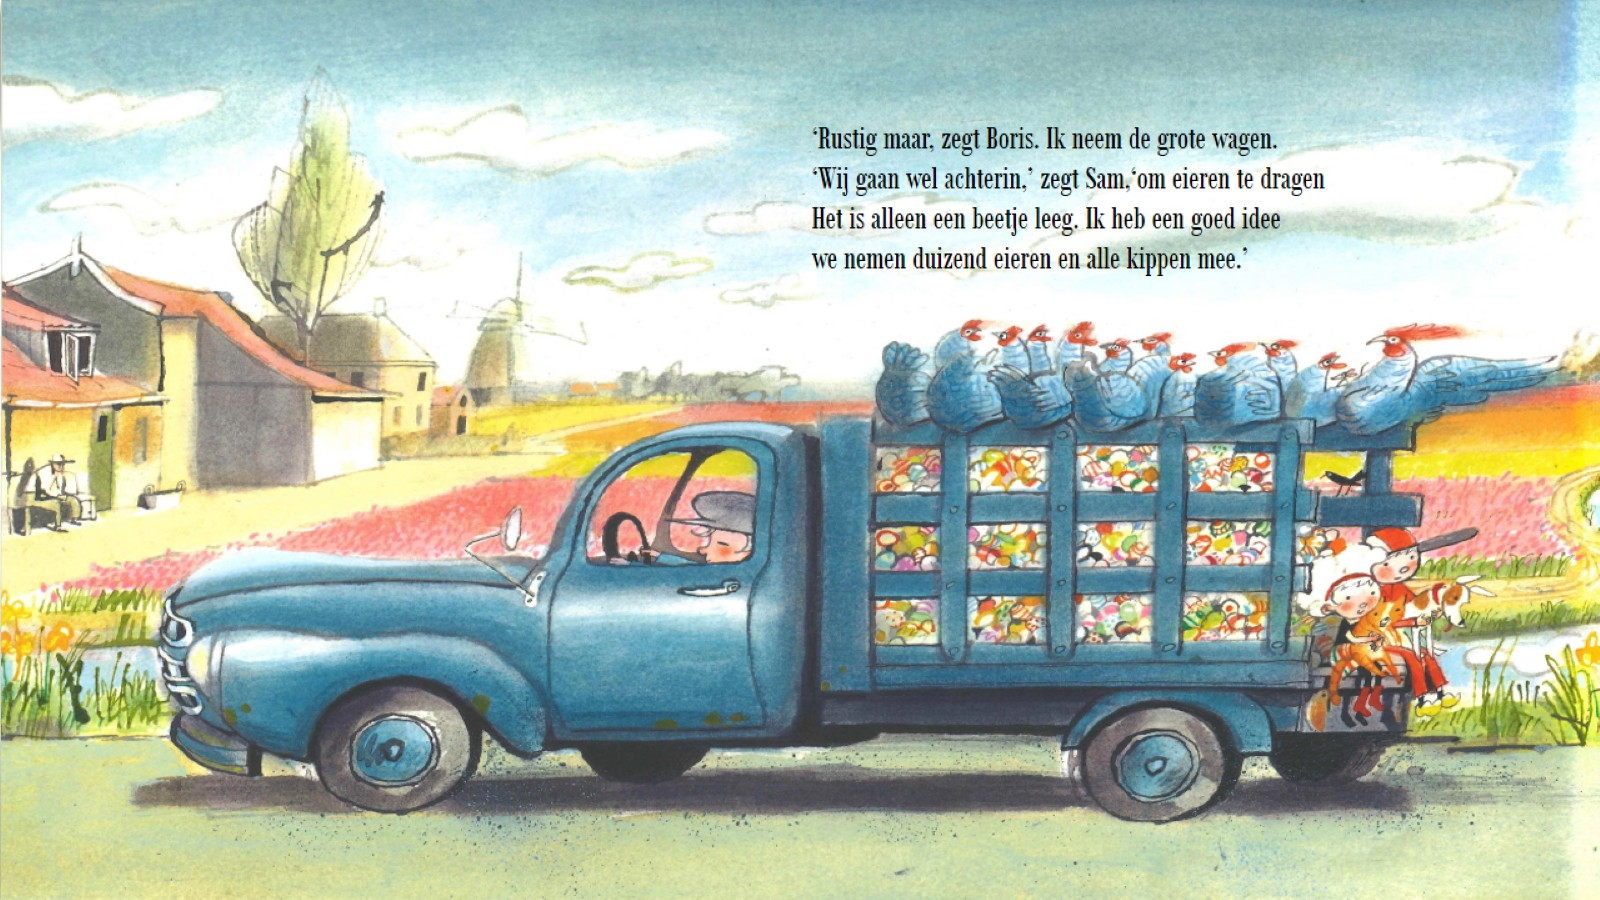 ‘Rustig maar, zegt Boris. Ik neem de grote wagen.
‘Wij gaan wel achterin,’ zegt Sam,‘om eieren te dragen
Het is alleen een beetje leeg. Ik heb een goed idee
we nemen duizend eieren en alle kippen mee.’